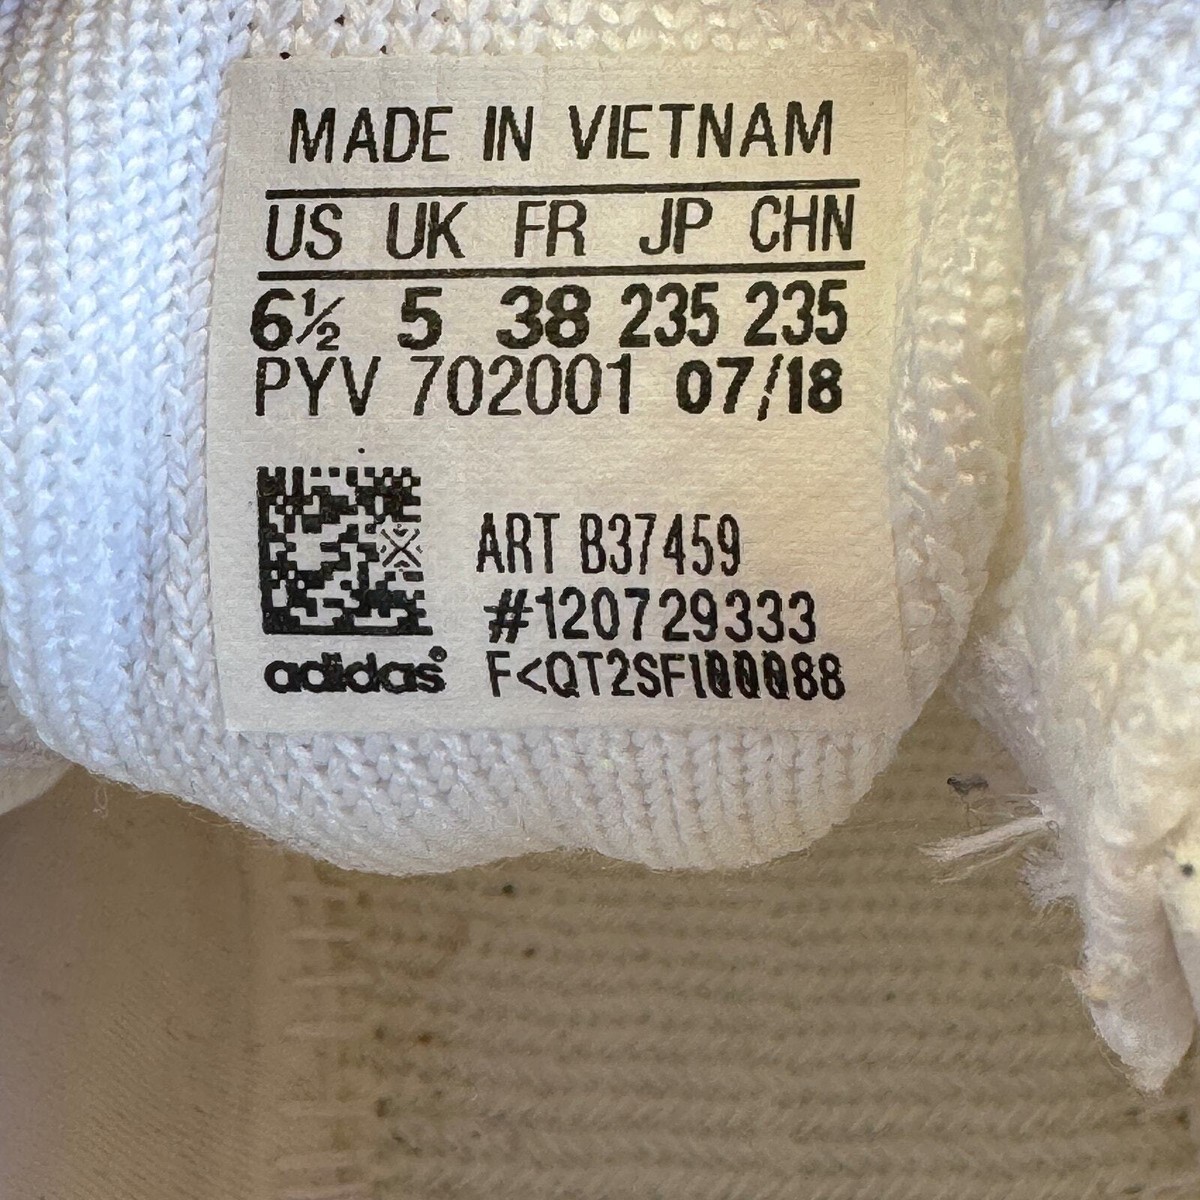 MADE IN VIETNAM
US UK FR JP CHN
6½ 5 38 235 235
PYV 702001 07/18
ART B37459
#120729333
adidas® F<QT2SF100088